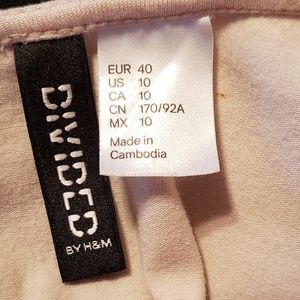 DIVIDED
BY H&M
EUR 40
US 10
CA 10
CN 170/92A
MX 10
Made in
Cambodia